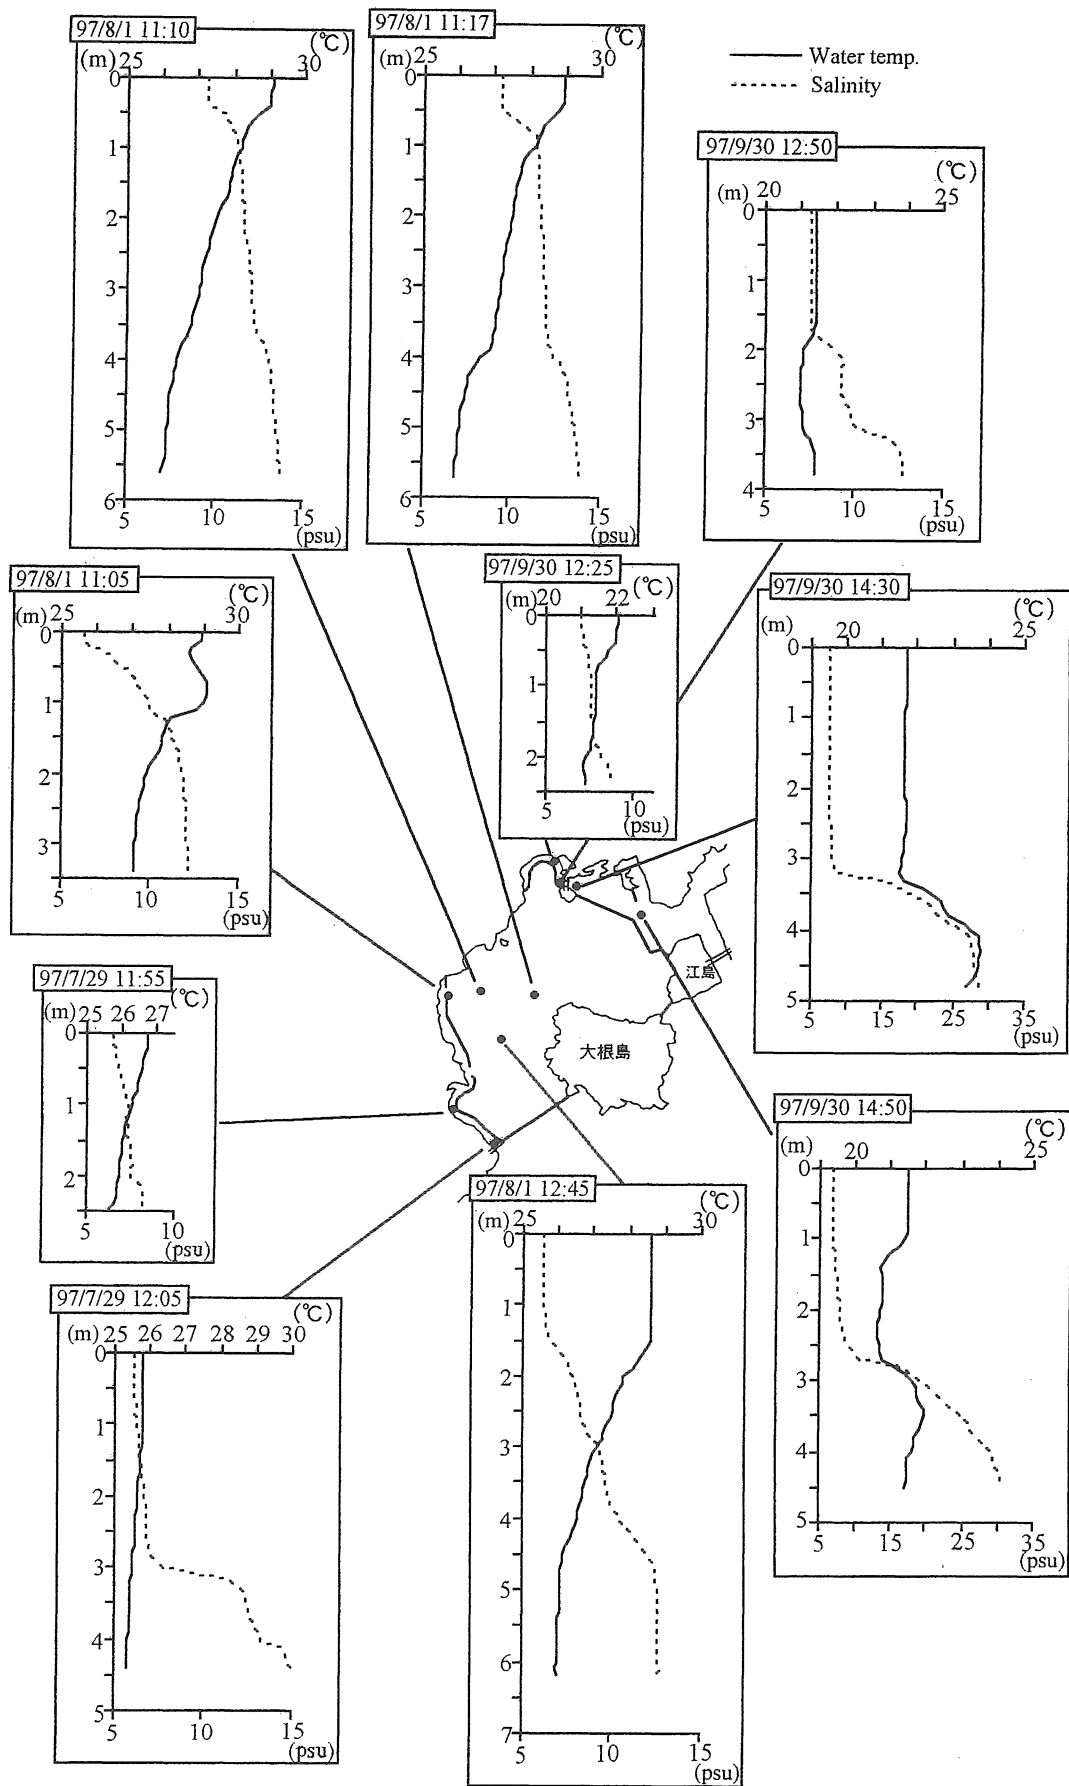 97/8/1 11:10
(m) 25 30 (℃)
0
1
2
3
4
5
6
5 10 15
(psu)
97/8/1 11:17
(m) 25 30 (℃)
0
1
2
3
4
5
6
5 10 15
(psu)
Water temp.
Salinity
97/9/30 12:50
(℃)
(m) 20 25
0
1
2
3
4
5 10 15
(psu)
97/8/1 11:05
(m) 25 30 (℃)
0
1
2
3
5 10 15
(psu)
97/9/30 12:25
(m) 20 22 (℃)
0
1
2
5 10
(psu)
97/9/30 14:30
(℃)
(m) 20 25
0
1
2
3
4
5
5 15 25 35
(psu)
97/7/29 11:55
(m) 25 26 27 (℃)
0
1
2
5 10
(psu)
江島
大根島
97/9/30 14:50
(℃)
(m) 20 25
0
1
2
3
4
5
5 15 25 35
(psu)
97/7/29 12:05
(℃)
(m) 25 26 27 28 29 30
0
1
2
3
4
5
5 10 15
(psu)
97/8/1 12:45
(℃)
(m) 25 30
0
1
2
3
4
5
6
7
5 10 15
(psu)